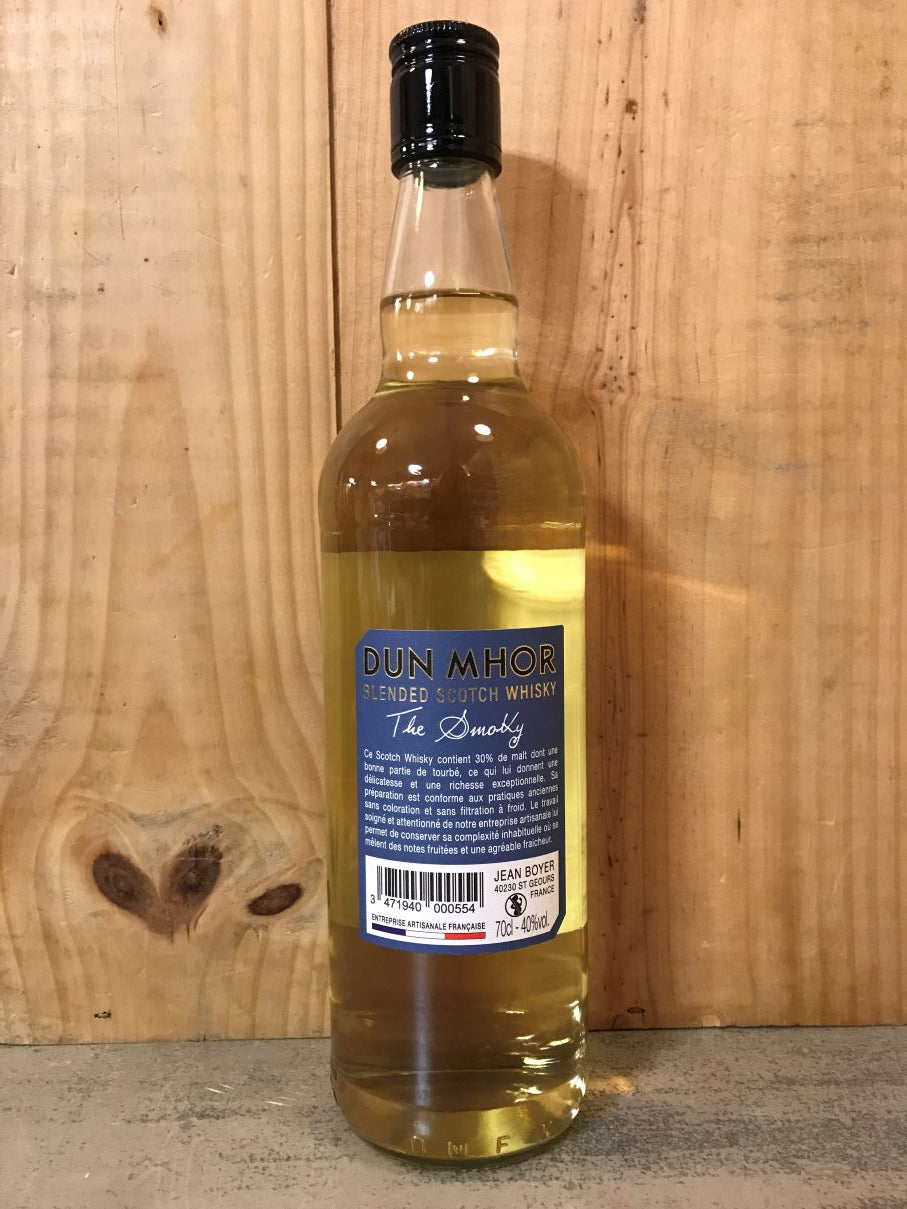 DUN MHOR
BLENDED SCOTCH WHISKY
The Smoky
Ce Scotch Whisky contient 30% de malt dont une
bonne partie de tourbé, ce qui lui donnent une
délicatesse et une richesse exceptionnelle. Sa
préparation est conforme aux pratiques anciennes
sans coloration et sans filtration à froid. Le travail
soigné et attentionné de notre entreprise artisanale lui
permet de conserver sa complexité inhabituelle où se
mêlent des notes fruitées et une agréable fraicheur.
JEAN BOYER
40230 ST GEOURS
FRANCE
3 471940 000554
ENTREPRISE ARTISANALE FRANÇAISE
70cl - 40%vol.